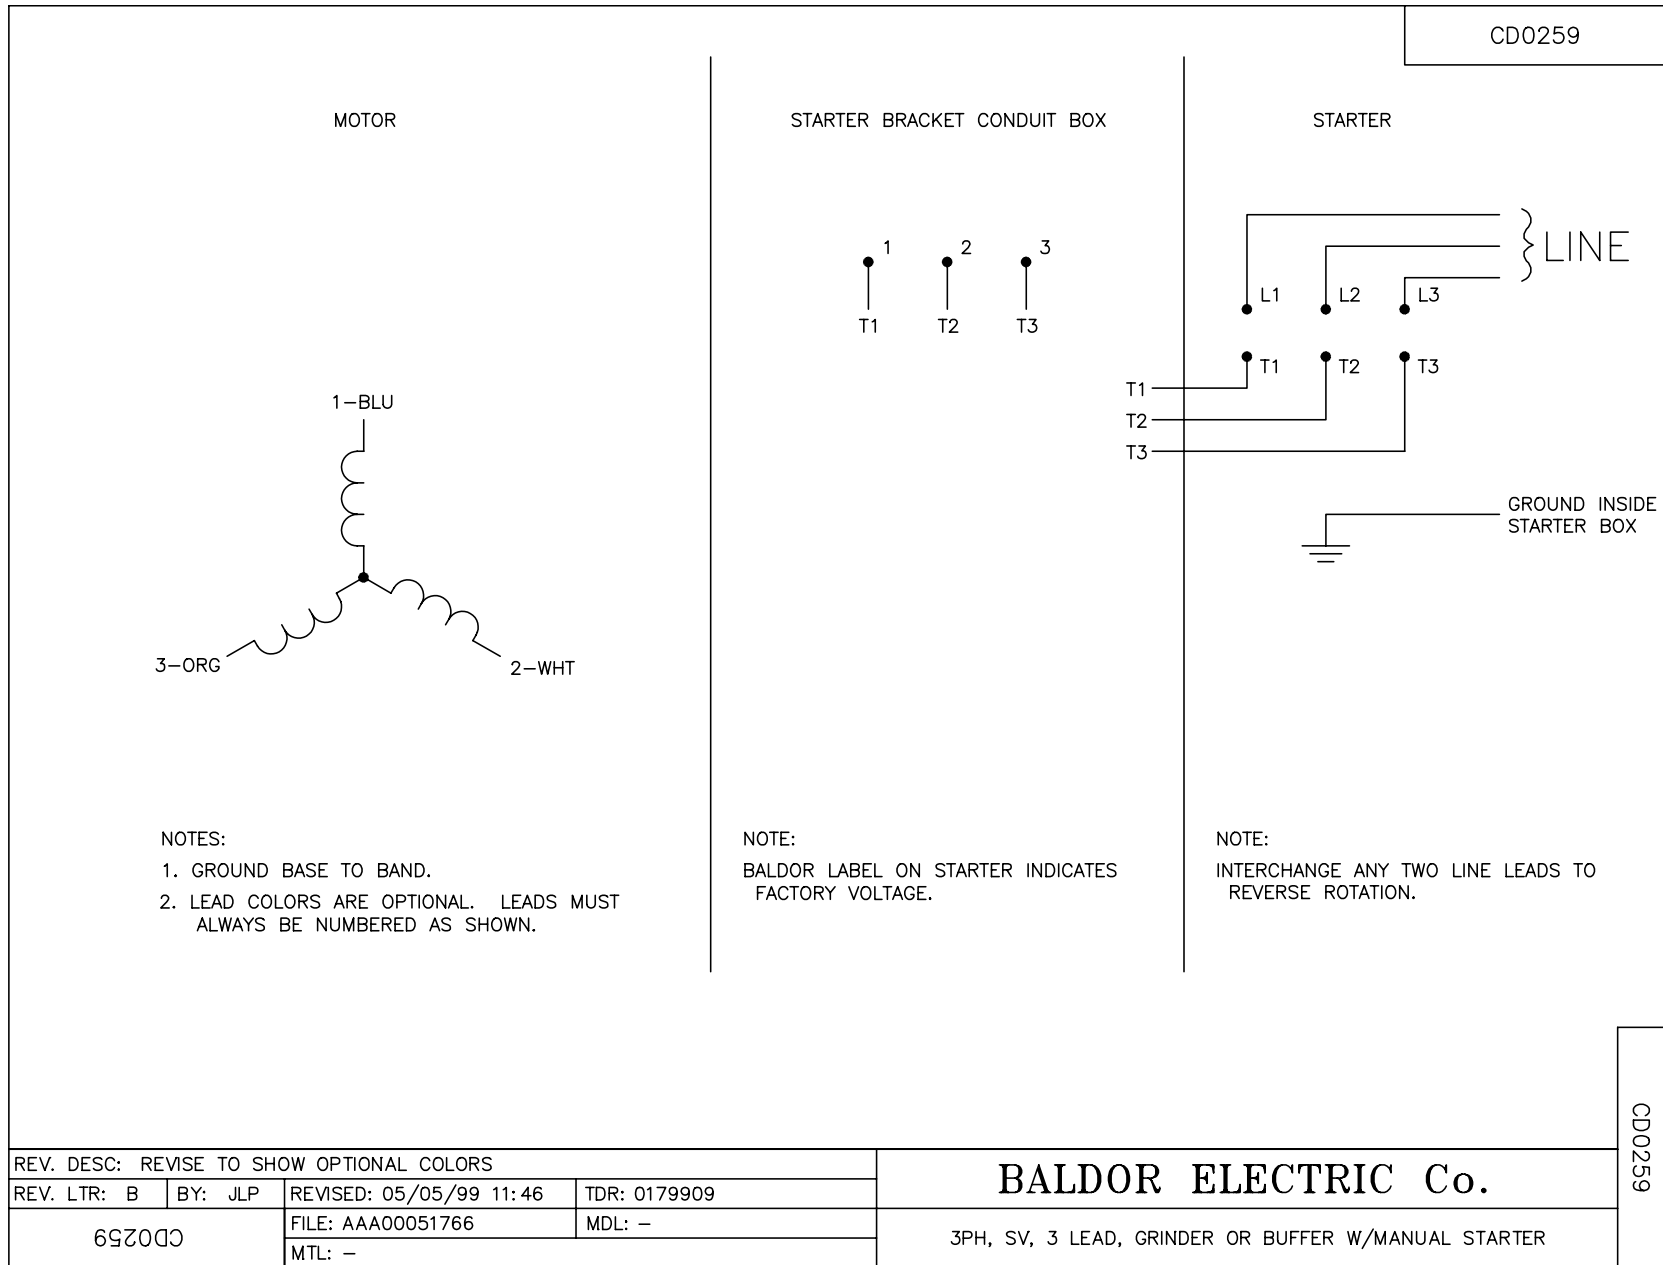 CD0259
MOTOR
STARTER BRACKET CONDUIT BOX
STARTER
1
2
3
T1
T2
T3
LINE
L1
L2
L3
T1
T2
T3
T1
T2
T3
1-BLU
3-ORG
2-WHT
GROUND INSIDE
STARTER BOX
NOTES:
1. GROUND BASE TO BAND.
2. LEAD COLORS ARE OPTIONAL. LEADS MUST
ALWAYS BE NUMBERED AS SHOWN.
NOTE:
BALDOR LABEL ON STARTER INDICATES
FACTORY VOLTAGE.
NOTE:
INTERCHANGE ANY TWO LINE LEADS TO
REVERSE ROTATION.
CD0259
REV. DESC: REVISE TO SHOW OPTIONAL COLORS
REV. LTR: B
BY: JLP
REVISED: 05/05/99 11:46
TDR: 0179909
CD0259
FILE: AAA00051766
MDL: -
MTL: -
BALDOR ELECTRIC Co.
3PH, SV, 3 LEAD, GRINDER OR BUFFER W/MANUAL STARTER